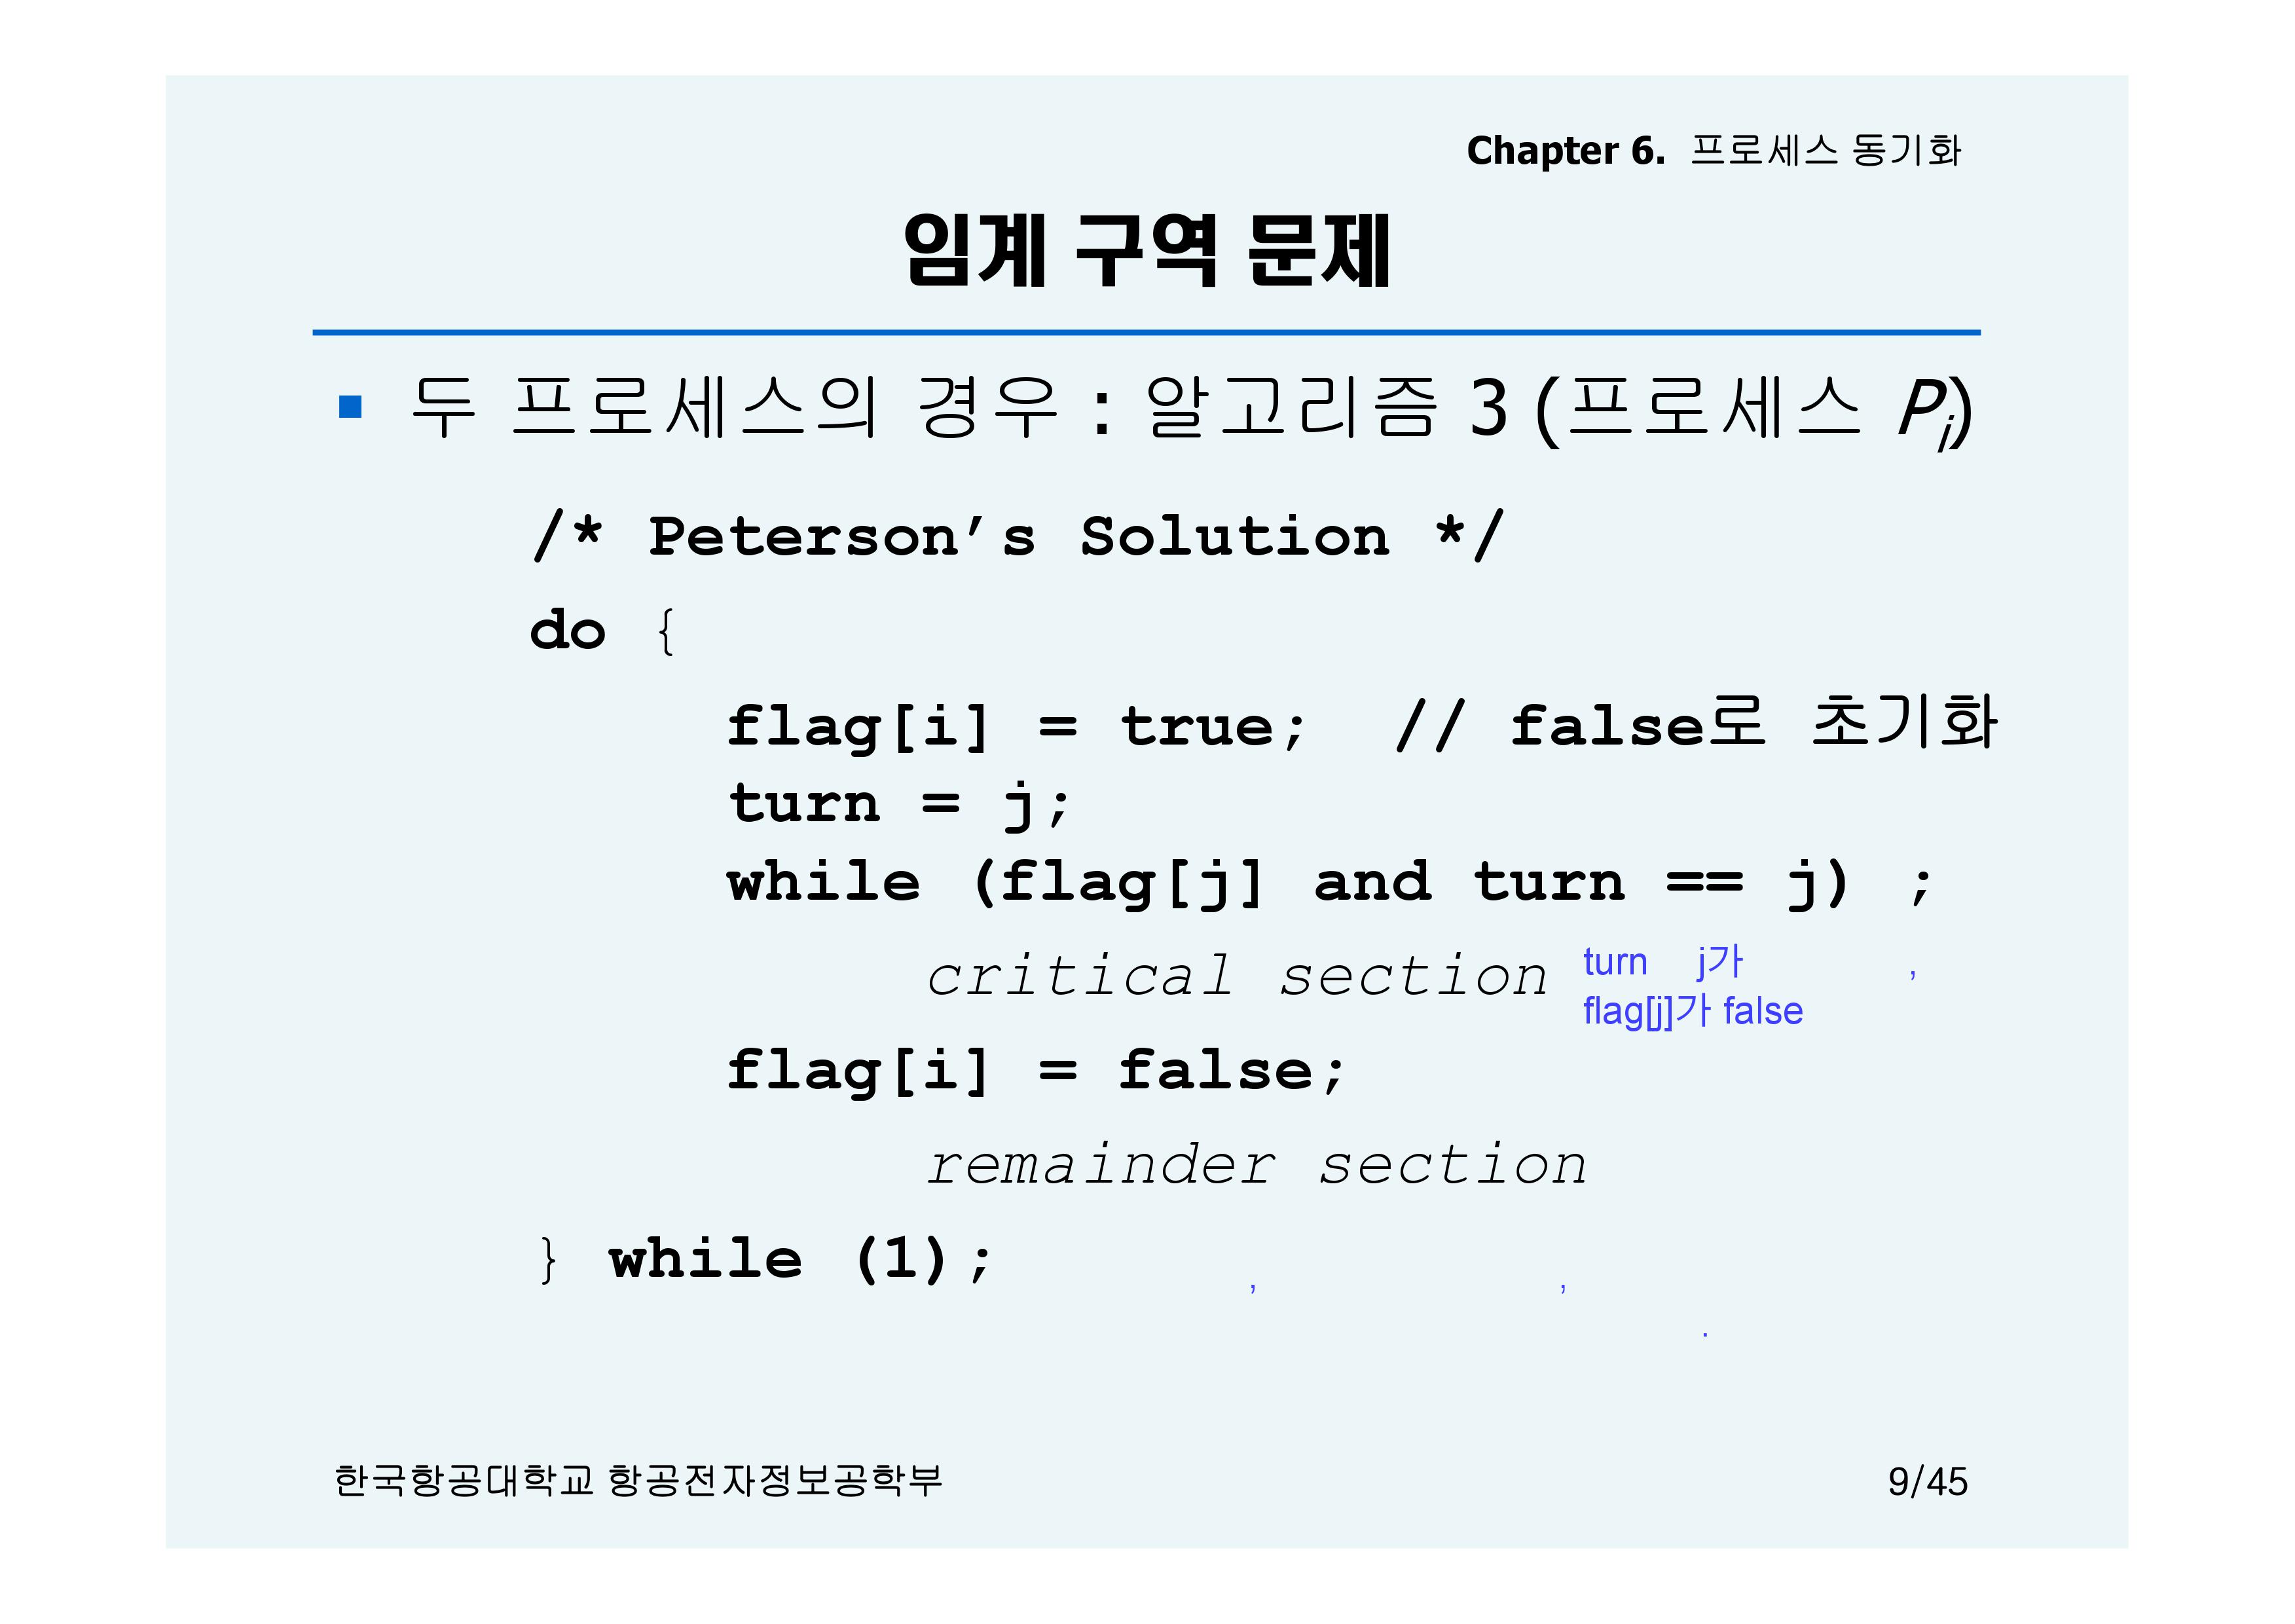 Chapter 6. 프로세스 동기화
임계 구역 문제
▪ 두 프로세스의 경우 : 알고리즘 3 (프로세스 Pi)
/* Peterson’s Solution */
do {
flag[i] = true; // false로 초기화
turn = j;
while (flag[j] and turn == j) ;
critical section
turn j가 ,
flag[j]가 false
flag[i] = false;
remainder section
} while (1);
, ,
.
한국항공대학교 항공전자정보공학부
9/45